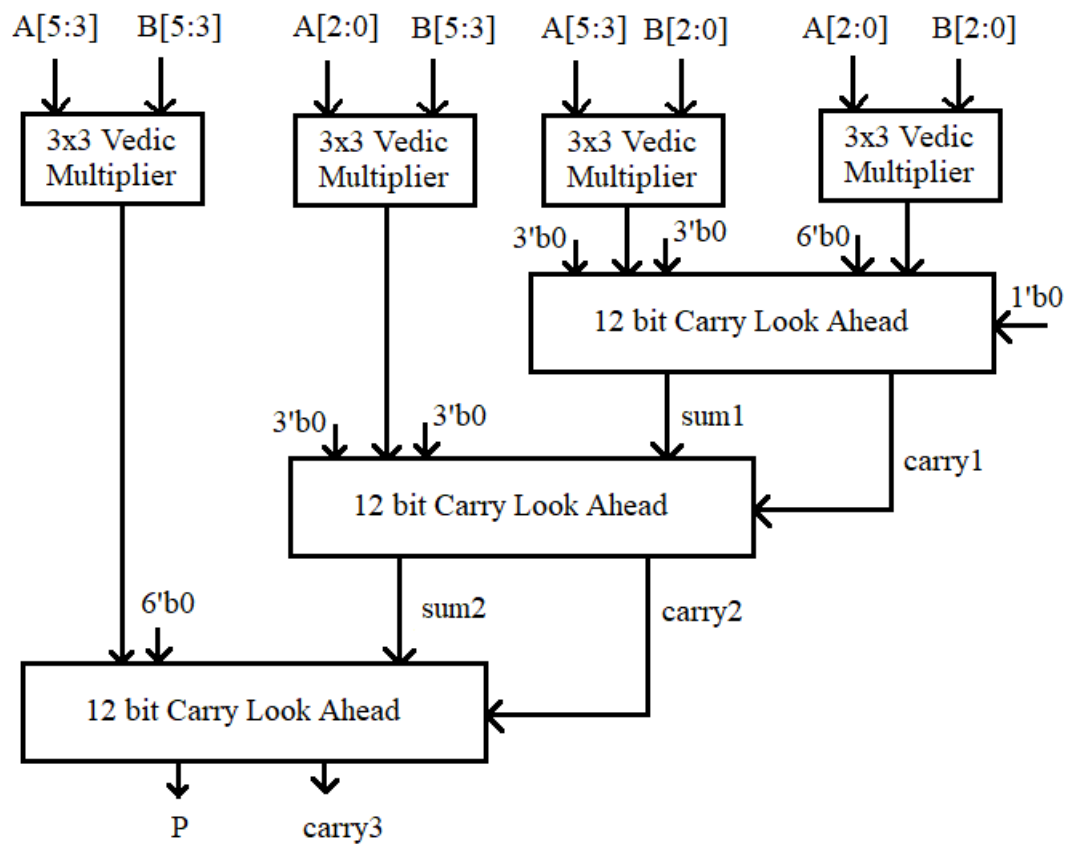 A[5:3] B[5:3] A[2:0] B[5:3] A[5:3] B[2:0] A[2:0] B[2:0]
3x3 Vedic
Multiplier
3x3 Vedic
Multiplier
3x3 Vedic
Multiplier
3x3 Vedic
Multiplier
3'b0
3'b0
6'b0
12 bit Carry Look Ahead
1'b0
3'b0
3'b0
sum1
carry1
12 bit Carry Look Ahead
6'b0
sum2
carry2
12 bit Carry Look Ahead
P
carry3